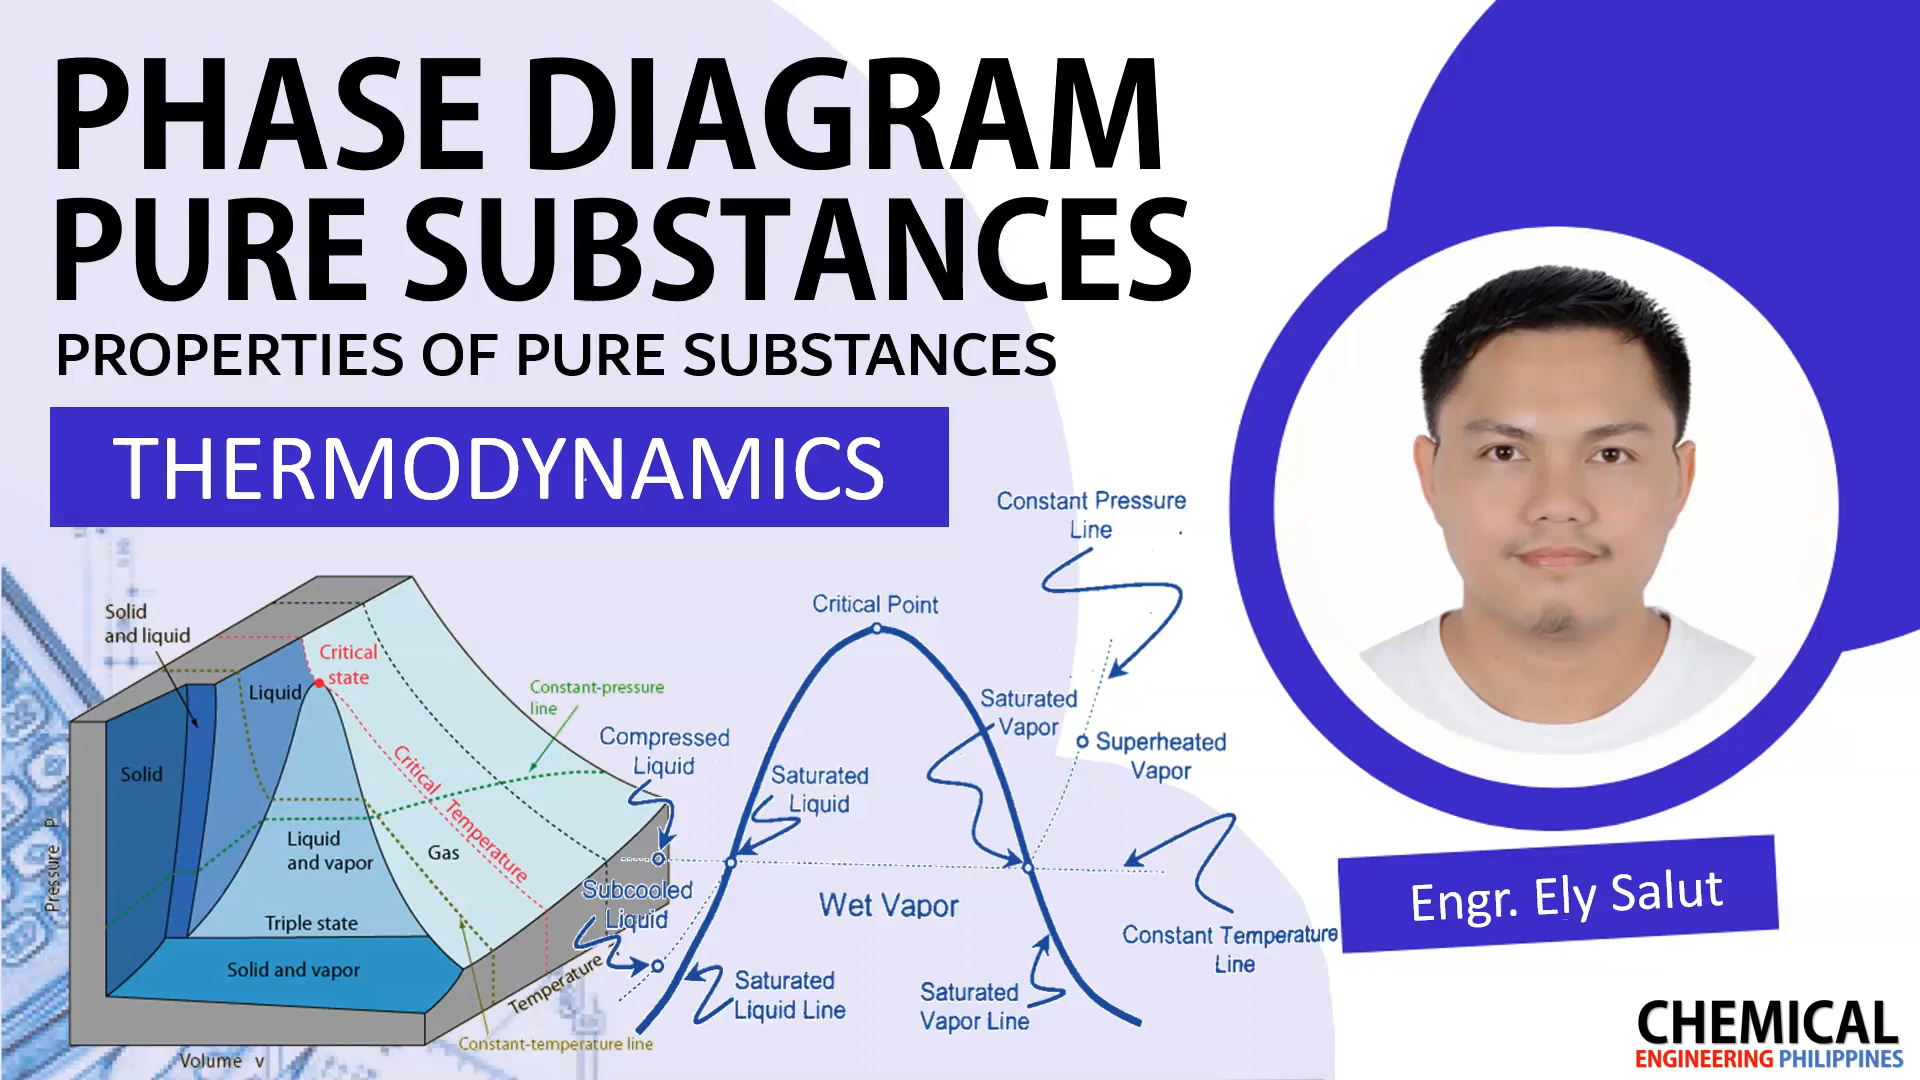 PHASE DIAGRAM
PURE SUBSTANCES
PROPERTIES OF PURE SUBSTANCES
THERMODYNAMICS
Solid
and liquid
Critical
state
Liquid
Constant-pressure
line
Solid
Critical Temperature
Liquid
and vapor
Gas
Triple state
Solid and vapor
Pressure P
Volume v
Temperature
Constant-temperature line
Constant Pressure
Line
Critical Point
Saturated
Vapor
Compressed
Liquid
Superheated
Vapor
Saturated
Liquid
Subcooled
Liquid
Wet Vapor
Constant Temperature
Line
Saturated
Liquid Line
Saturated
Vapor Line
Engr. Ely Salut
CHEMICAL
ENGINEERING PHILIPPINES